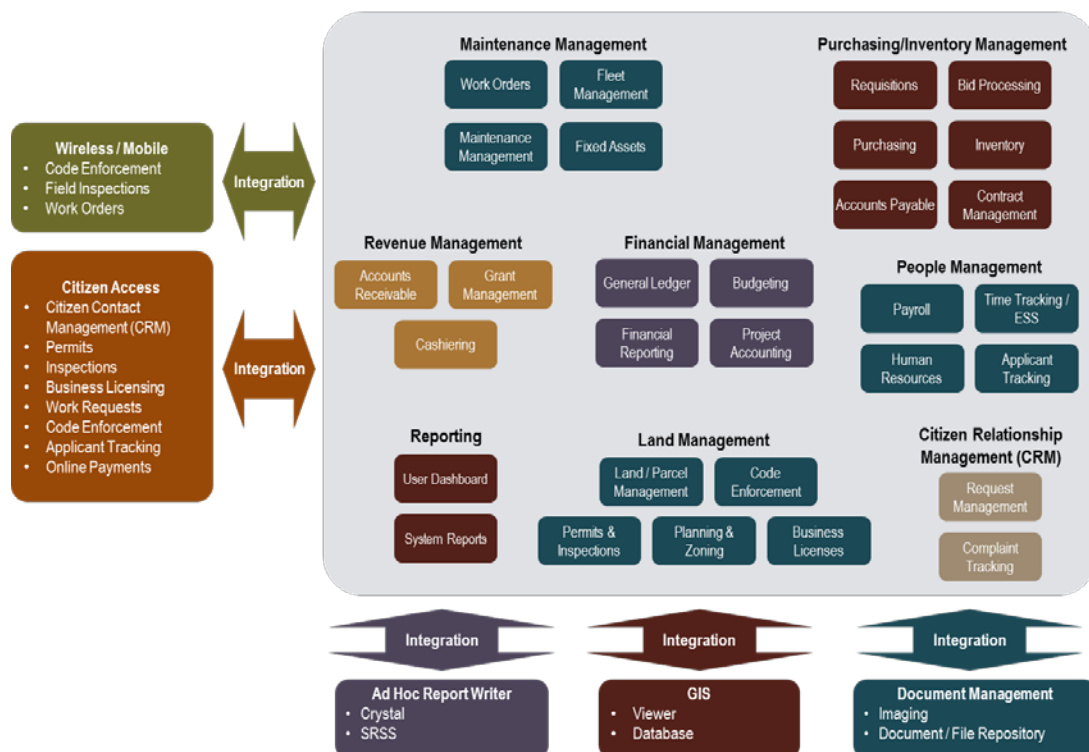 Maintenance Management
Work Orders
Fleet
Management
Maintenance
Management
Fixed Assets
Purchasing/Inventory Management
Requisitions
Bid Processing
Purchasing
Inventory
Accounts Payable
Contract
Management
Wireless / Mobile
• Code Enforcement
• Field Inspections
• Work Orders
Integration
Citizen Access
• Citizen Contact
Management (CRM)
• Permits
• Inspections
• Business Licensing
• Work Requests
• Code Enforcement
• Applicant Tracking
• Online Payments
Integration
Revenue Management
Accounts
Receivable
Grant
Management
Cashiering
Financial Management
General Ledger
Budgeting
Financial
Reporting
Project
Accounting
People Management
Payroll
Time Tracking /
ESS
Human
Resources
Applicant
Tracking
Reporting
User Dashboard
System Reports
Land Management
Land / Parcel
Management
Code
Enforcement
Permits &
Inspections
Planning &
Zoning
Business
Licenses
Citizen Relationship
Management (CRM)
Request
Management
Complaint
Tracking
Integration
Integration
Integration
Ad Hoc Report Writer
• Crystal
• SRSS
GIS
• Viewer
• Database
Document Management
• Imaging
• Document / File Repository